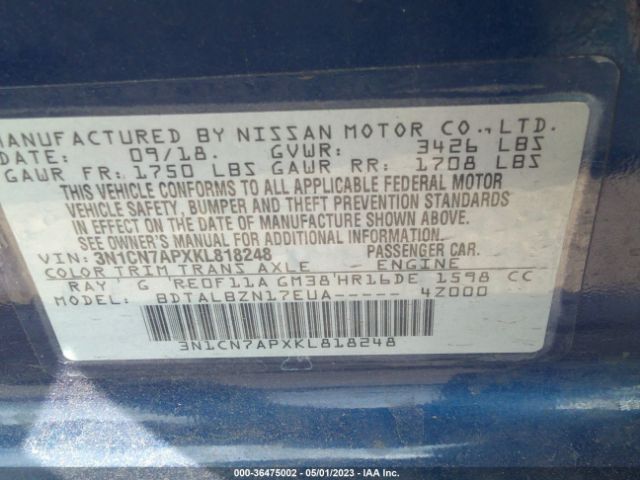 MANUFACTURED BY NISSAN MOTOR CO., LTD.
DATE: 09/18. GVWR: 3426 LBS
GAWR FR: 1750 LBS GAWR RR: 1708 LBS
THIS VEHICLE CONFORMS TO ALL APPLICABLE FEDERAL MOTOR
VEHICLE SAFETY, BUMPER AND THEFT PREVENTION STANDARDS
IN EFFECT ON THE DATE OF MANUFACTURE SHOWN ABOVE.
SEE OWNER'S MANUAL FOR ADDITIONAL INFORMATION.
VIN: 3N1CN7APXKL818248 PASSENGER CAR.
COLOR TRIM TRANS AXLE ENGINE
RAY G RE0F11A GM38 HR16DE 1598 CC
MODEL: BDTALBZN17EUA----- 4Z000
3N1CN7APXKL818248
000-36475002 - 05/01/2023 - IAA Inc.